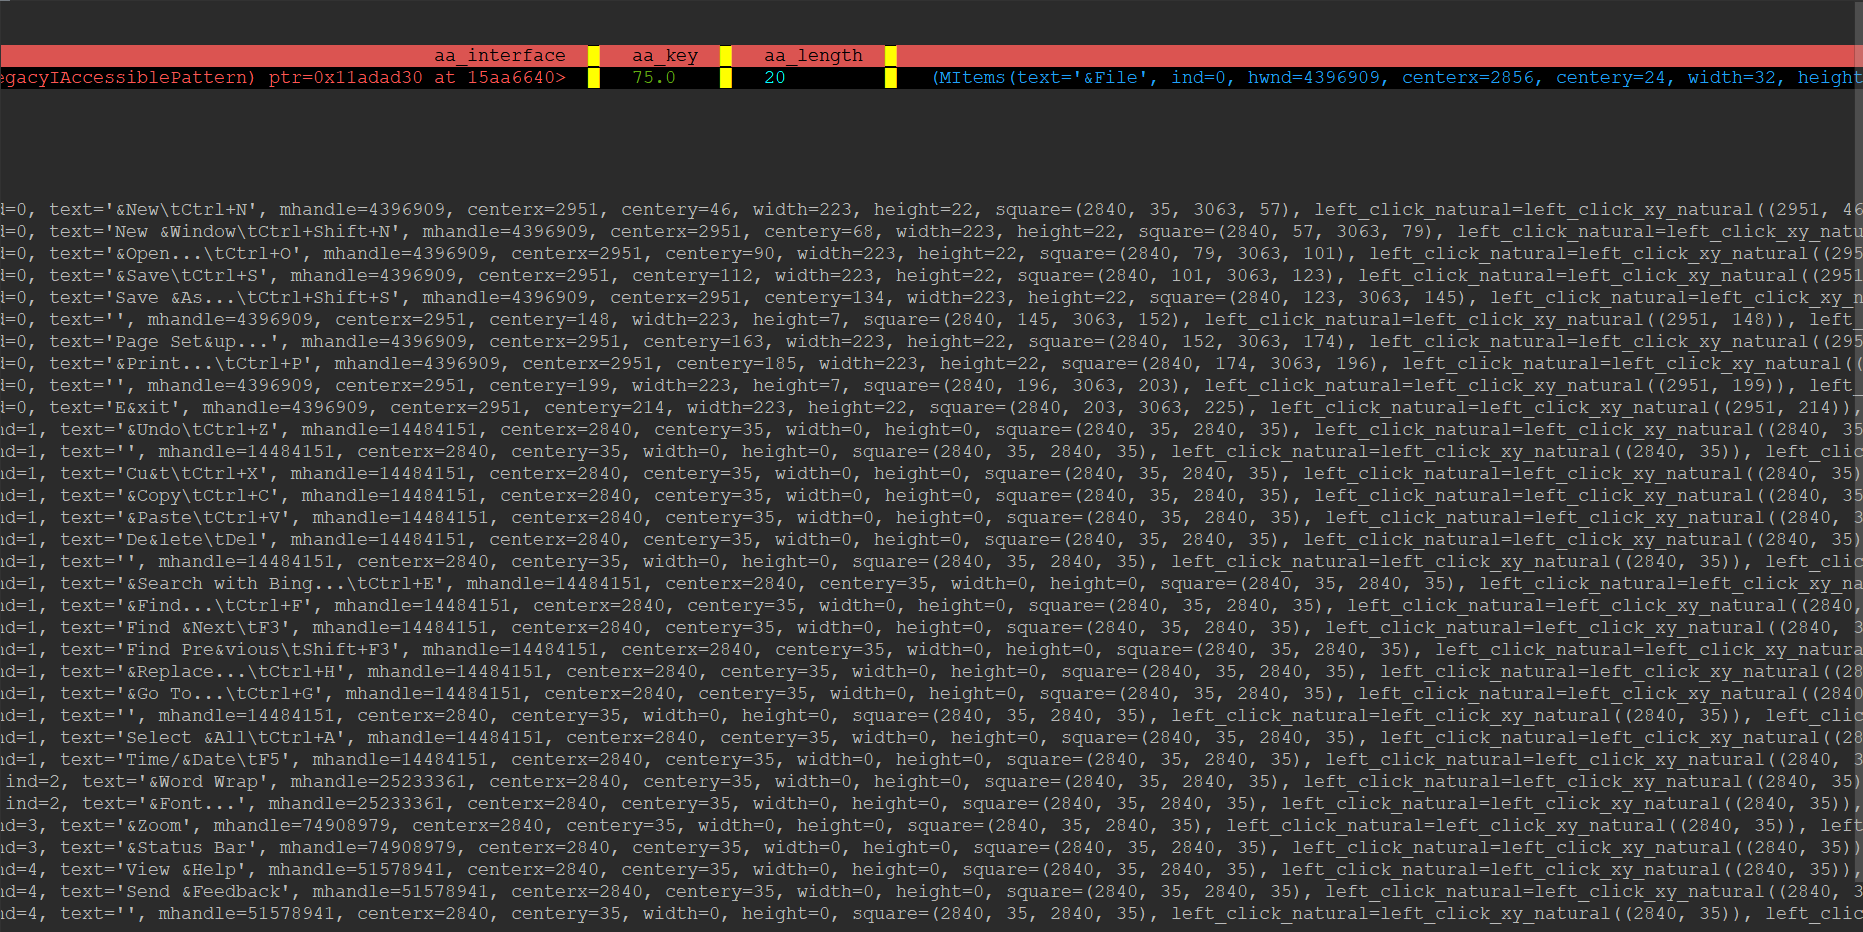 aa_interface aa_key aa_length
egacyIAccessiblePattern) ptr=0x11adad30 at 15aa6640> 75.0 20 (MItems(text='&File', ind=0, hwnd=4396909, centerx=2856, centery=24, width=32, height
d=0, text='&New\tCtrl+N', mhandle=4396909, centerx=2951, centery=46, width=223, height=22, square=(2840, 35, 3063, 57), left_click_natural=left_click_xy_natural((2951, 46
d=0, text='New &Window\tCtrl+Shift+N', mhandle=4396909, centerx=2951, centery=68, width=223, height=22, square=(2840, 57, 3063, 79), left_click_natural=left_click_xy_natu
d=0, text='&Open...\tCtrl+O', mhandle=4396909, centerx=2951, centery=90, width=223, height=22, square=(2840, 79, 3063, 101), left_click_natural=left_click_xy_natural((295
d=0, text='&Save\tCtrl+S', mhandle=4396909, centerx=2951, centery=112, width=223, height=22, square=(2840, 101, 3063, 123), left_click_natural=left_click_xy_natural((2951
d=0, text='Save &As...\tCtrl+Shift+S', mhandle=4396909, centerx=2951, centery=134, width=223, height=22, square=(2840, 123, 3063, 145), left_click_natural=left_click_xy_n
d=0, text='', mhandle=4396909, centerx=2951, centery=148, width=223, height=7, square=(2840, 145, 3063, 152), left_click_natural=left_click_xy_natural((2951, 148)), left_
d=0, text='Page Set&up...', mhandle=4396909, centerx=2951, centery=163, width=223, height=22, square=(2840, 152, 3063, 174), left_click_natural=left_click_xy_natural((295
d=0, text='&Print...\tCtrl+P', mhandle=4396909, centerx=2951, centery=185, width=223, height=22, square=(2840, 174, 3063, 196), left_click_natural=left_click_xy_natural((
d=0, text='', mhandle=4396909, centerx=2951, centery=199, width=223, height=7, square=(2840, 196, 3063, 203), left_click_natural=left_click_xy_natural((2951, 199)), left_
d=0, text='E&xit', mhandle=4396909, centerx=2951, centery=214, width=223, height=22, square=(2840, 203, 3063, 225), left_click_natural=left_click_xy_natural((2951, 214)),
nd=1, text='&Undo\tCtrl+Z', mhandle=14484151, centerx=2840, centery=35, width=0, height=0, square=(2840, 35, 2840, 35), left_click_natural=left_click_xy_natural((2840, 35
nd=1, text='', mhandle=14484151, centerx=2840, centery=35, width=0, height=0, square=(2840, 35, 2840, 35), left_click_natural=left_click_xy_natural((2840, 35)), left_clic
nd=1, text='Cu&t\tCtrl+X', mhandle=14484151, centerx=2840, centery=35, width=0, height=0, square=(2840, 35, 2840, 35), left_click_natural=left_click_xy_natural((2840, 35)
nd=1, text='&Copy\tCtrl+C', mhandle=14484151, centerx=2840, centery=35, width=0, height=0, square=(2840, 35, 2840, 35), left_click_natural=left_click_xy_natural((2840, 35
nd=1, text='&Paste\tCtrl+V', mhandle=14484151, centerx=2840, centery=35, width=0, height=0, square=(2840, 35, 2840, 35), left_click_natural=left_click_xy_natural((2840, 3
nd=1, text='De&lete\tDel', mhandle=14484151, centerx=2840, centery=35, width=0, height=0, square=(2840, 35, 2840, 35), left_click_natural=left_click_xy_natural((2840, 35)
nd=1, text='', mhandle=14484151, centerx=2840, centery=35, width=0, height=0, square=(2840, 35, 2840, 35), left_click_natural=left_click_xy_natural((2840, 35)), left_clic
nd=1, text='&Search with Bing...\tCtrl+E', mhandle=14484151, centerx=2840, centery=35, width=0, height=0, square=(2840, 35, 2840, 35), left_click_natural=left_click_xy_na
nd=1, text='&Find...\tCtrl+F', mhandle=14484151, centerx=2840, centery=35, width=0, height=0, square=(2840, 35, 2840, 35), left_click_natural=left_click_xy_natural((2840,
nd=1, text='Find &Next\tF3', mhandle=14484151, centerx=2840, centery=35, width=0, height=0, square=(2840, 35, 2840, 35), left_click_natural=left_click_xy_natural((2840, 3
nd=1, text='Find Pre&vious\tShift+F3', mhandle=14484151, centerx=2840, centery=35, width=0, height=0, square=(2840, 35, 2840, 35), left_click_natural=left_click_xy_natura
nd=1, text='&Replace...\tCtrl+H', mhandle=14484151, centerx=2840, centery=35, width=0, height=0, square=(2840, 35, 2840, 35), left_click_natural=left_click_xy_natural((28
nd=1, text='&Go To...\tCtrl+G', mhandle=14484151, centerx=2840, centery=35, width=0, height=0, square=(2840, 35, 2840, 35), left_click_natural=left_click_xy_natural((2840
nd=1, text='', mhandle=14484151, centerx=2840, centery=35, width=0, height=0, square=(2840, 35, 2840, 35), left_click_natural=left_click_xy_natural((2840, 35)), left_clic
nd=1, text='Select &All\tCtrl+A', mhandle=14484151, centerx=2840, centery=35, width=0, height=0, square=(2840, 35, 2840, 35), left_click_natural=left_click_xy_natural((28
nd=1, text='Time/&Date\tF5', mhandle=14484151, centerx=2840, centery=35, width=0, height=0, square=(2840, 35, 2840, 35), left_click_natural=left_click_xy_natural((2840, 3
ind=2, text='&Word Wrap', mhandle=25233361, centerx=2840, centery=35, width=0, height=0, square=(2840, 35, 2840, 35), left_click_natural=left_click_xy_natural((2840, 35)
ind=2, text='&Font...', mhandle=25233361, centerx=2840, centery=35, width=0, height=0, square=(2840, 35, 2840, 35), left_click_natural=left_click_xy_natural((2840, 35)),
nd=3, text='&Zoom', mhandle=74908979, centerx=2840, centery=35, width=0, height=0, square=(2840, 35, 2840, 35), left_click_natural=left_click_xy_natural((2840, 35)), left
nd=3, text='&Status Bar', mhandle=74908979, centerx=2840, centery=35, width=0, height=0, square=(2840, 35, 2840, 35), left_click_natural=left_click_xy_natural((2840, 35))
nd=4, text='View &Help', mhandle=51578941, centerx=2840, centery=35, width=0, height=0, square=(2840, 35, 2840, 35), left_click_natural=left_click_xy_natural((2840, 35)),
nd=4, text='Send &Feedback', mhandle=51578941, centerx=2840, centery=35, width=0, height=0, square=(2840, 35, 2840, 35), left_click_natural=left_click_xy_natural((2840, 3
nd=4, text='', mhandle=51578941, centerx=2840, centery=35, width=0, height=0, square=(2840, 35, 2840, 35), left_click_natural=left_click_xy_natural((2840, 35)), left_clic